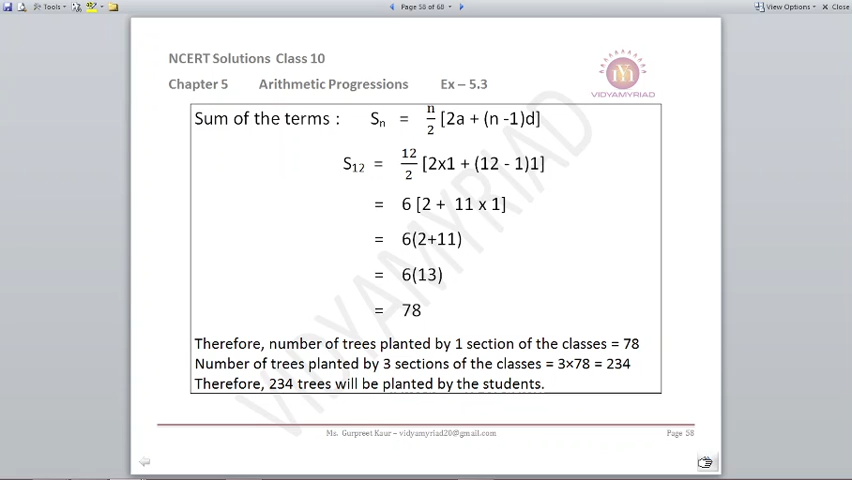 Tools
Page 58 of 68
View Options
Close
NCERT Solutions Class 10
Chapter 5 Arithmetic Progressions Ex – 5.3
VIDYAMYRIAD
Sum of the terms : Sn = n/2 [2a + (n -1)d]
S12 = 12/2 [2x1 + (12 - 1)1]
= 6 [2 + 11 x 1]
= 6(2+11)
= 6(13)
= 78
Therefore, number of trees planted by 1 section of the classes = 78
Number of trees planted by 3 sections of the classes = 3×78 = 234
Therefore, 234 trees will be planted by the students.
VIDYAMYRIAD
Ms. Gurpreet Kaur – vidyamyriad20@gmail.com Page 58